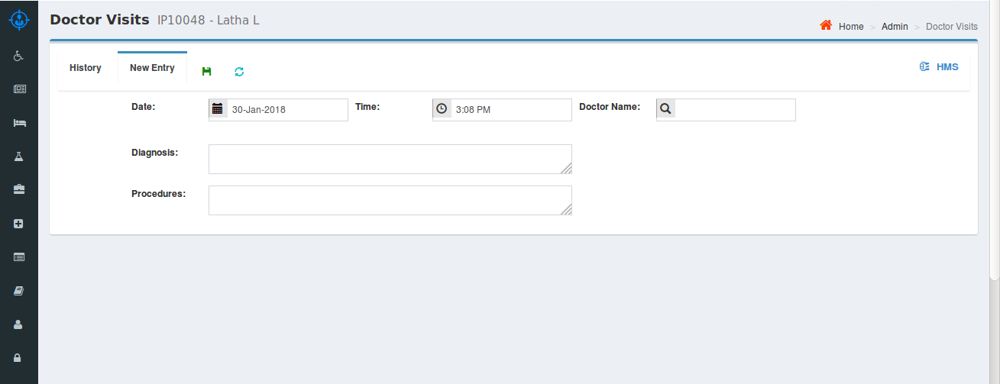 Doctor Visits IP10048 - Latha L
Home > Admin > Doctor Visits
History New Entry HMS
Date: 30-Jan-2018 Time: 3:08 PM Doctor Name:
Diagnosis:
Procedures: